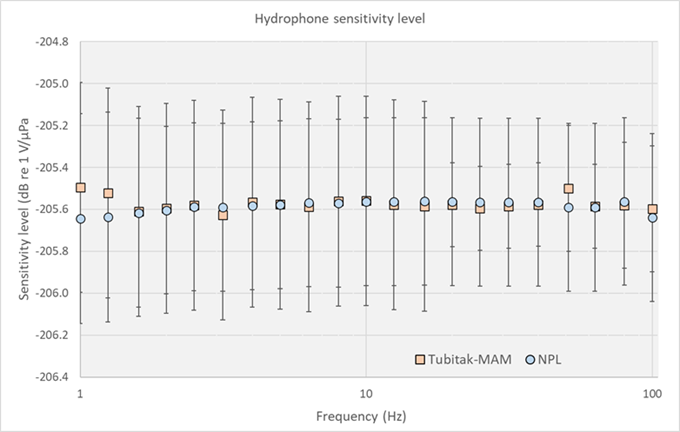 Hydrophone sensitivity level
Sensitivity level (dB re 1 V/µPa
-204.8
-205.0
-205.2
-205.4
-205.6
-205.8
-206.0
-206.2
-206.4
Tubitak-MAM NPL
1 10 100
Frequency (Hz)